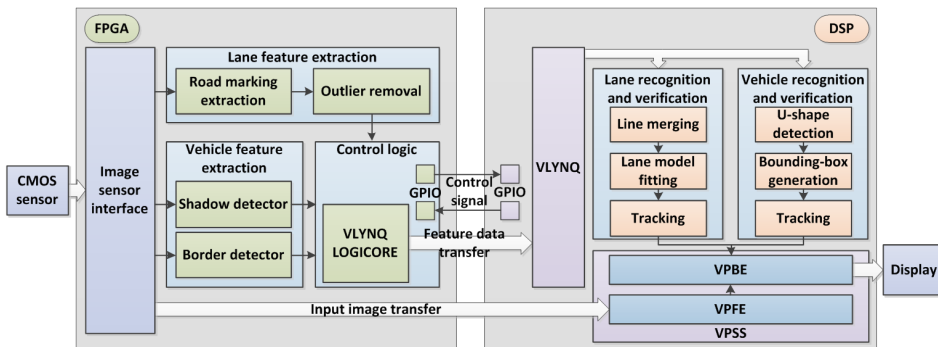 FPGA
DSP
Lane feature extraction
Road marking
extraction
Outlier removal
Vehicle feature
extraction
Shadow detector
Border detector
Control logic
VLYNQ
LOGICORE
CMOS
sensor
Image
sensor
interface
GPIO
Control
signal
GPIO
Feature data
transfer
Input image transfer
VLYNQ
Lane recognition
and verification
Line merging
Lane model
fitting
Tracking
Vehicle recognition
and verification
U-shape
detection
Bounding-box
generation
Tracking
VPBE
VPFE
VPSS
Display